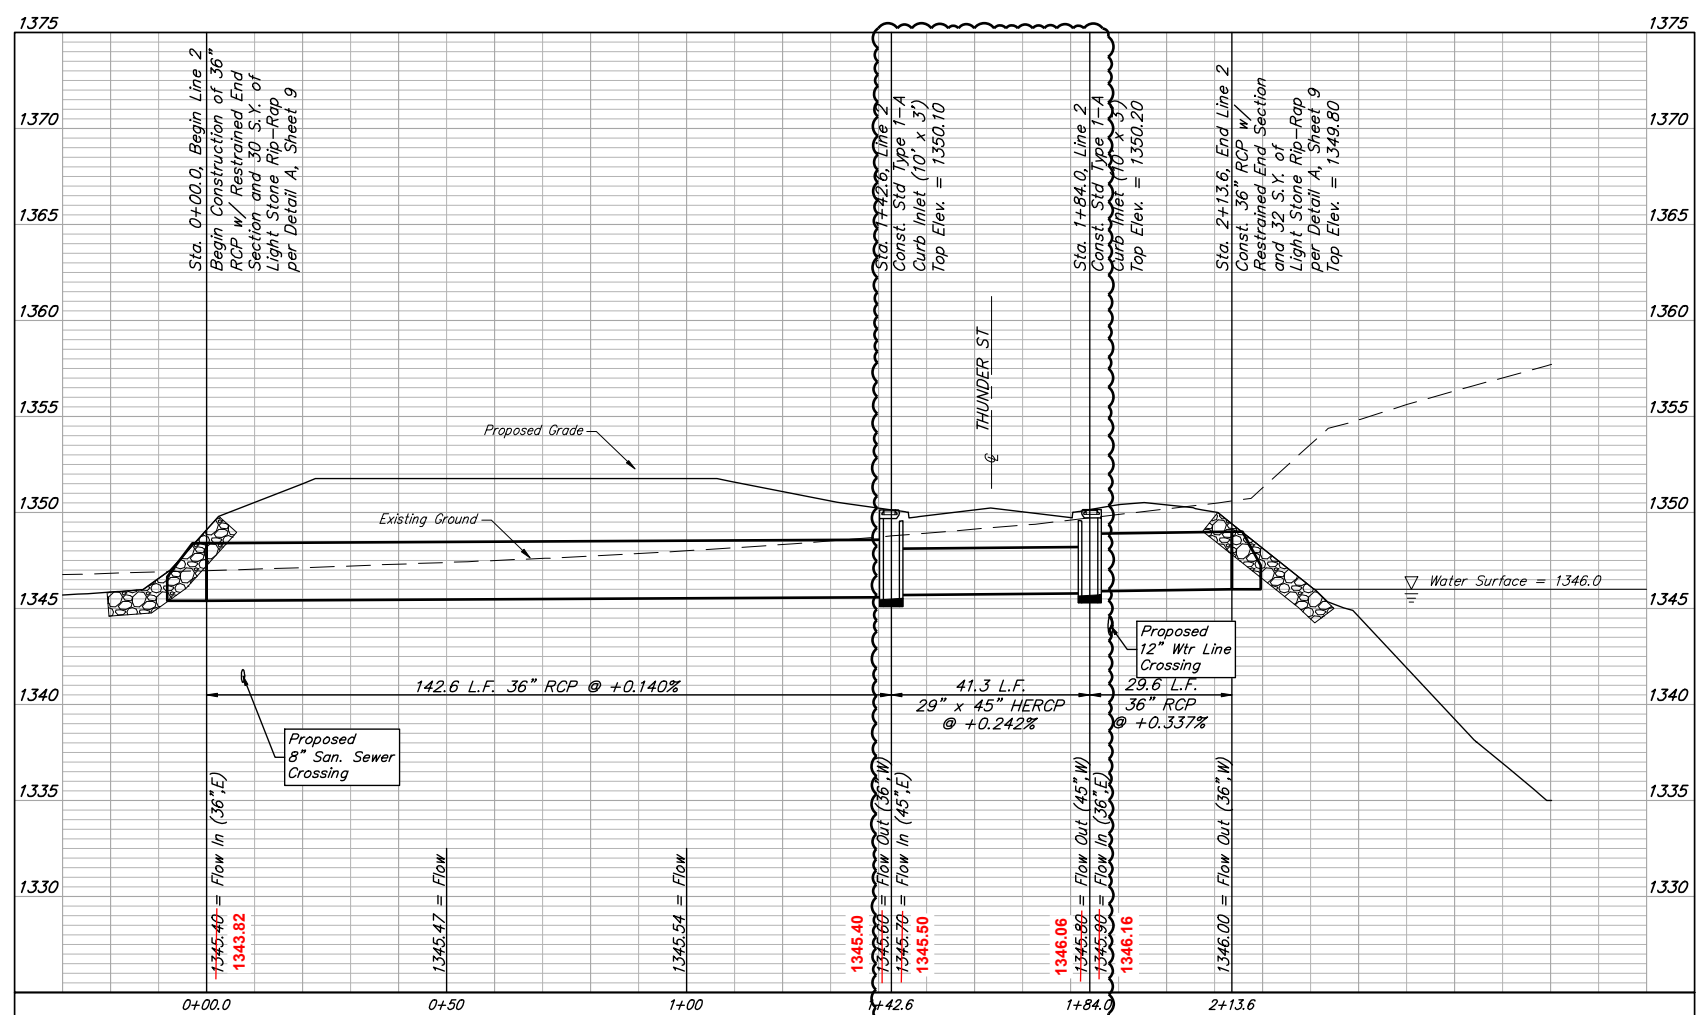 1375
1375
Sta. 0+00.0, Begin Line 2
Begin Construction of 36"
RCP w/ Restrained End
Section and 30 S.Y. of
Light Stone Rip-Rap
per Detail A, Sheet 9
Sta. 1+42.6, Line 2
Const. Std Type 1-A
Curb Inlet (10' x 3')
Top Elev. = 1350.10
Sta. 1+84.0, Line 2
Const. Std Type 1-A
Curb Inlet (10' x 3')
Top Elev. = 1350.20
Sta. 2+13.6, End Line 2
Const. 36" RCP w/
Restrained End Section
and 32 S.Y. of
Light Stone Rip-Rap
per Detail A, Sheet 9
Top Elev. = 1349.80
1370
1370
1365
1365
1360
1360
THUNDER ST
℄
1355
1355
Proposed Grade
1350
1350
Existing Ground
Water Surface = 1346.0
1345
1345
Proposed
12" Wtr Line
Crossing
142.6 L.F. 36" RCP @ +0.140%
41.3 L.F.
29" x 45" HERCP
@ +0.242%
29.6 L.F.
36" RCP
@ +0.337%
1340
1340
Proposed
8" San. Sewer
Crossing
1335
1335
1330
1330
1345.40 = Flow In (36",E)
1343.82
1345.47 = Flow
1345.54 = Flow
1345.40
1345.60 = Flow Out (36",W)
1345.70 = Flow In (45",E)
1345.50
1346.06
1345.80 = Flow Out (45",W)
1345.90 = Flow In (36",E)
1346.16
1346.00 = Flow Out (36",W)
0+00.0
0+50
1+00
1+42.6
1+84.0
2+13.6